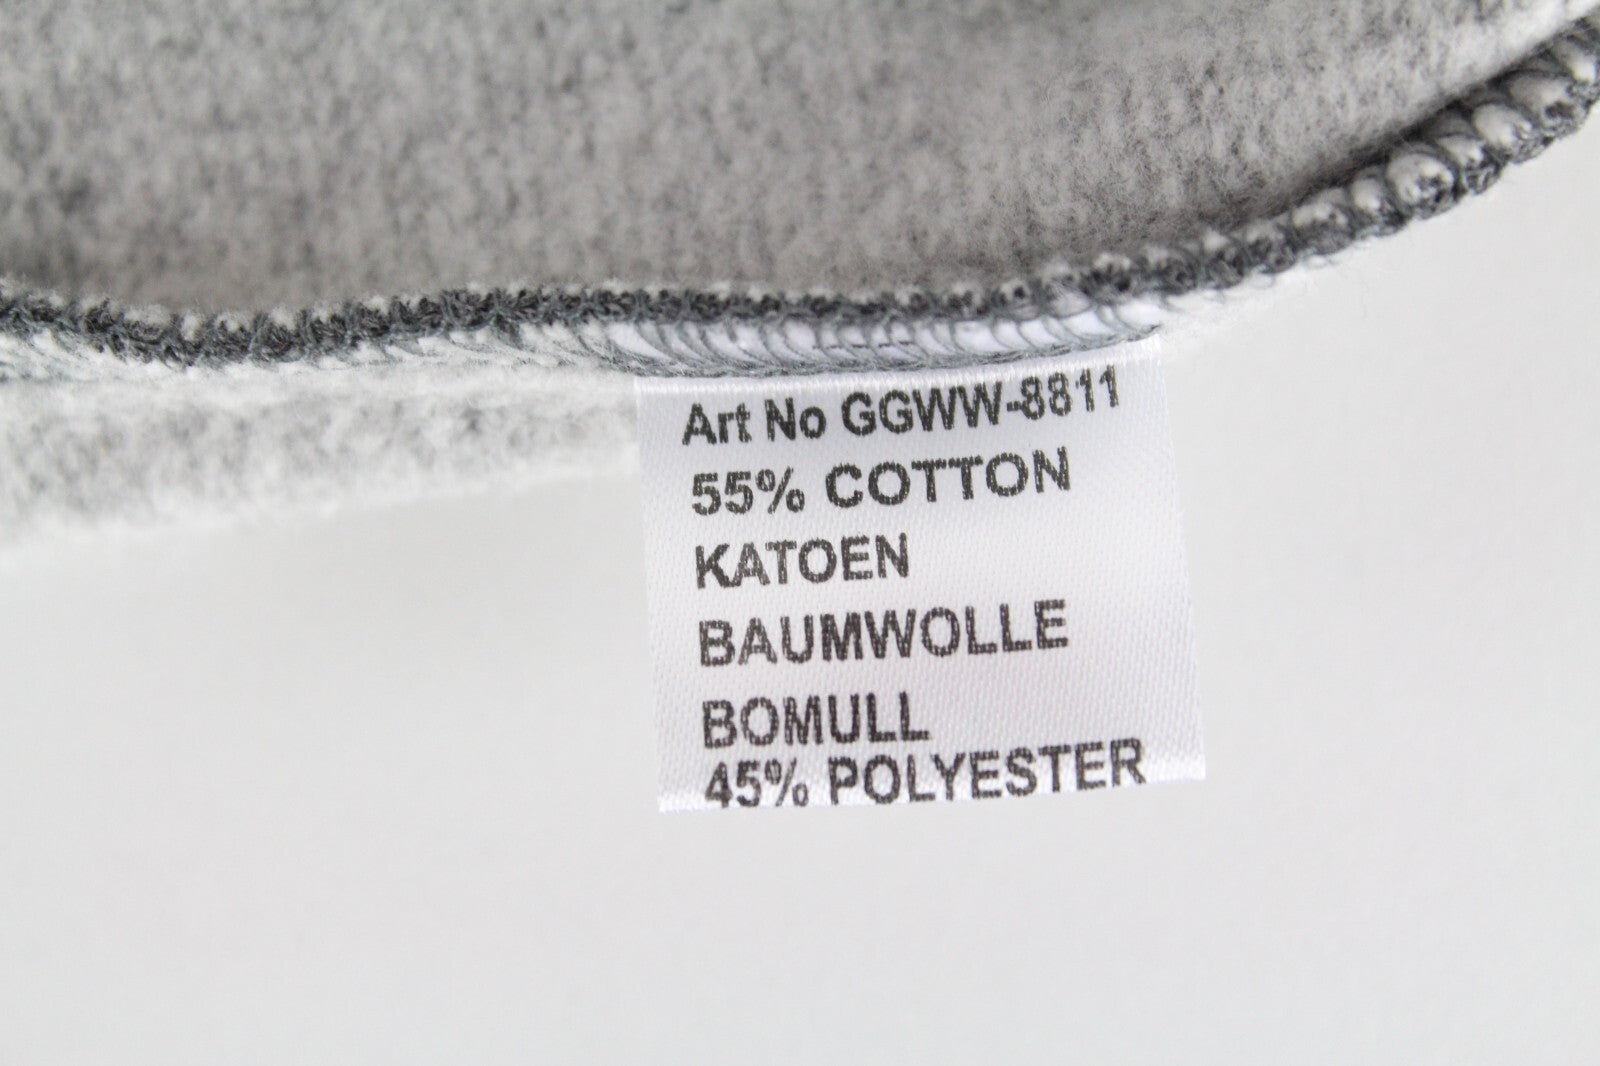 Art No GGWW-8811
55% COTTON
KATOEN
BAUMWOLLE
BOMULL
45% POLYESTER